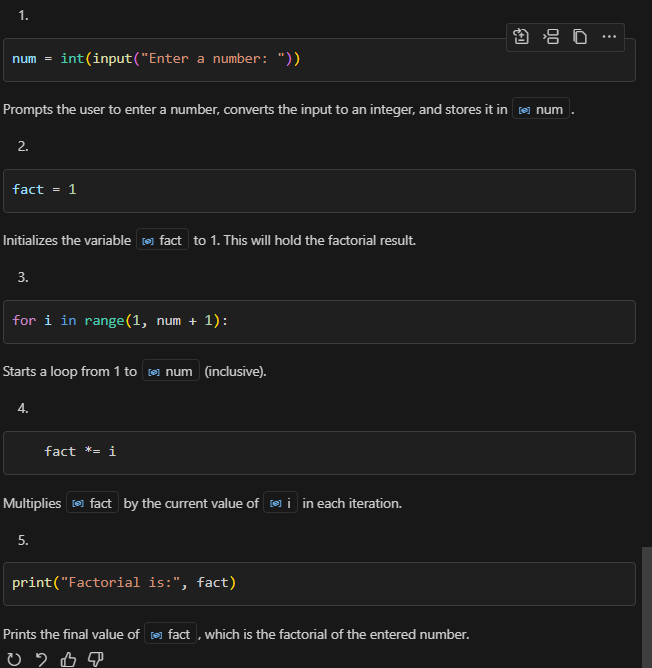 1.
num = int(input("Enter a number: "))
Prompts the user to enter a number, converts the input to an integer, and stores it in num .
2.
fact = 1
Initializes the variable fact to 1. This will hold the factorial result.
3.
for i in range(1, num + 1):
Starts a loop from 1 to num (inclusive).
4.
    fact *= i
Multiplies fact by the current value of i in each iteration.
5.
print("Factorial is:", fact)
Prints the final value of fact , which is the factorial of the entered number.